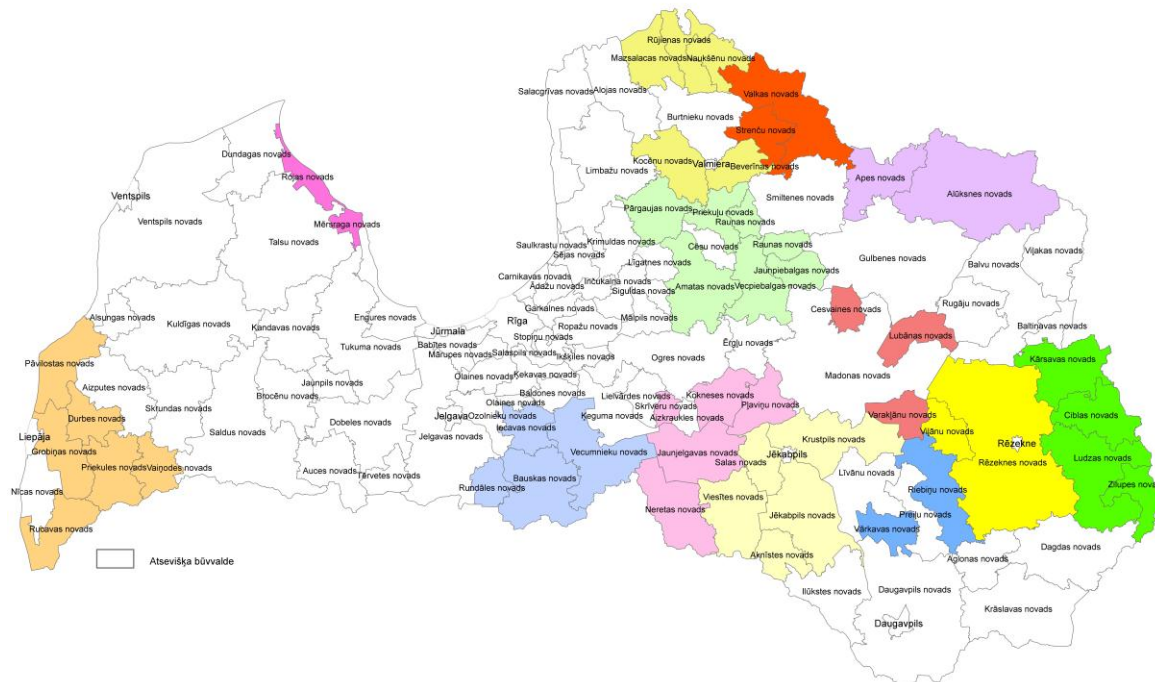 Rūjienas novads
Mazsalacas novads
Naukšēnu novads
Salacgrīvas novads
Alojas novads
Valkas novads
Burtnieku novads
Strenču novads
Dundagas novads
Rojas novads
Kocēnu novads
Valmiera
Beverīnas novads
Limbažu novads
Apes novads
Alūksnes novads
Smiltenes novads
Ventspils
Ventspils novads
Mērsraga novads
Talsu novads
Pārgaujas novads
Priekuļu novads
Raunas novads
Saulkrastu novads
Krimuldas novads
Sējas novads
Cēsu novads
Raunas novads
Līgatnes novads
Jaunpiebalgas novads
Gulbenes novads
Balvu novads
Viļakas novads
Carnikavas novads
Ādažu novads
Inčukalna novads
Siguldas novads
Amatas novads
Vecpiebalgas novads
Cesvaines novads
Rugāju novads
Alsungas novads
Kuldīgas novads
Kandavas novads
Engures novads
Jūrmala
Rīga
Garkalnes novads
Mālpils novads
Ropažu novads
Stopiņu novads
Lubānas novads
Baltinavas novads
Tukuma novads
Babītes novads
Mārupes novads
Salaspils novads
Ikšķiles novads
Ogres novads
Ērgļu novads
Kārsavas novads
Pāvilostas novads
Aizputes novads
Jaunpils novads
Olaines novads
Ķekavas novads
Madonas novads
Skrundas novads
Brocēnu novads
Baldones novads
Olaines novads
Lielvārdes novads
Kokneses novads
Skrīveru novads
Pļaviņu novads
Aizkraukles novads
Ciblas novads
Durbes novads
Liepāja
Saldus novads
Dobeles novads
Jelgava
Ozolnieku novads
Iecavas novads
Ķeguma novads
Varakļānu novads
Viļānu novads
Rēzekne
Grobiņas novads
Jelgavas novads
Krustpils novads
Rēzeknes novads
Ludzas novads
Priekules novads
Vaiņodes novads
Auces novads
Tērvetes novads
Vecumnieku novads
Jaunjelgavas novads
Salas novads
Jēkabpils
Līvānu novads
Bauskas novads
Rundāles novads
Viesītes novads
Riebiņu novads
Zilupes novads
Nīcas novads
Neretas novads
Jēkabpils novads
Preiļu novads
Vārkavas novads
Rucavas novads
Atsevišķa būvvalde
Aknīstes novads
Aglonas novads
Dagdas novads
Ilūkstes novads
Daugavpils novads
Krāslavas novads
Daugavpils